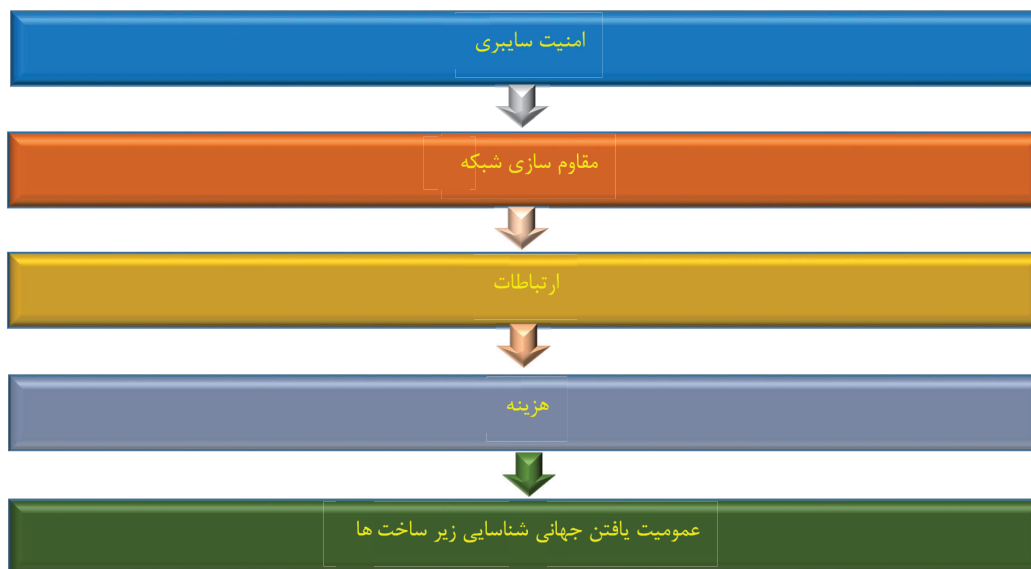 امنیت سایبری
مقاوم سازی شبکه
ارتباطات
هزینه
عمومیت یافتن جهانی شناسایی زیر ساخت ها